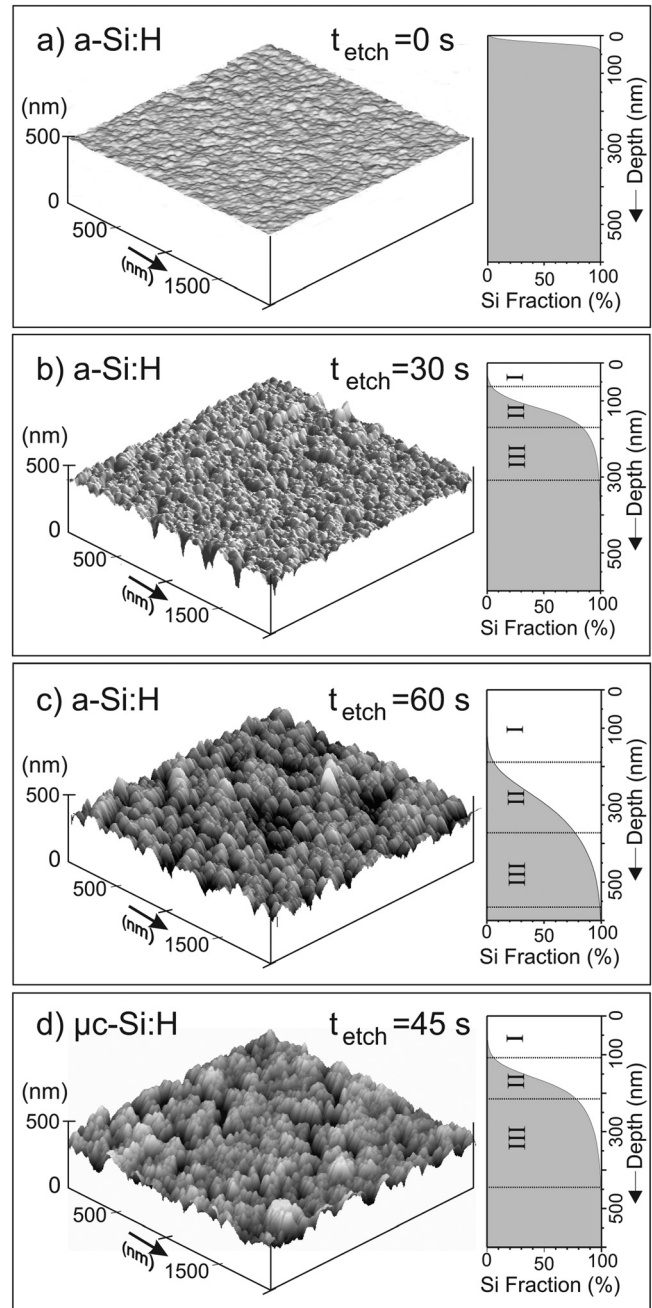 a) a-Si:H
t etch =0 s
(nm)
500
0
500
(nm)
1500
0
100
300
500
Depth (nm)
0 50 100
Si Fraction (%)
b) a-Si:H
t etch =30 s
(nm)
500
0
500
(nm)
1500
I
II
III
0
100
300
500
Depth (nm)
0 50 100
Si Fraction (%)
c) a-Si:H
t etch =60 s
(nm)
500
0
500
(nm)
1500
I
II
III
0
100
300
500
Depth (nm)
0 50 100
Si Fraction (%)
d) µc-Si:H
t etch =45 s
(nm)
500
0
500
(nm)
1500
I
II
III
0
100
300
500
Depth (nm)
0 50 100
Si Fraction (%)